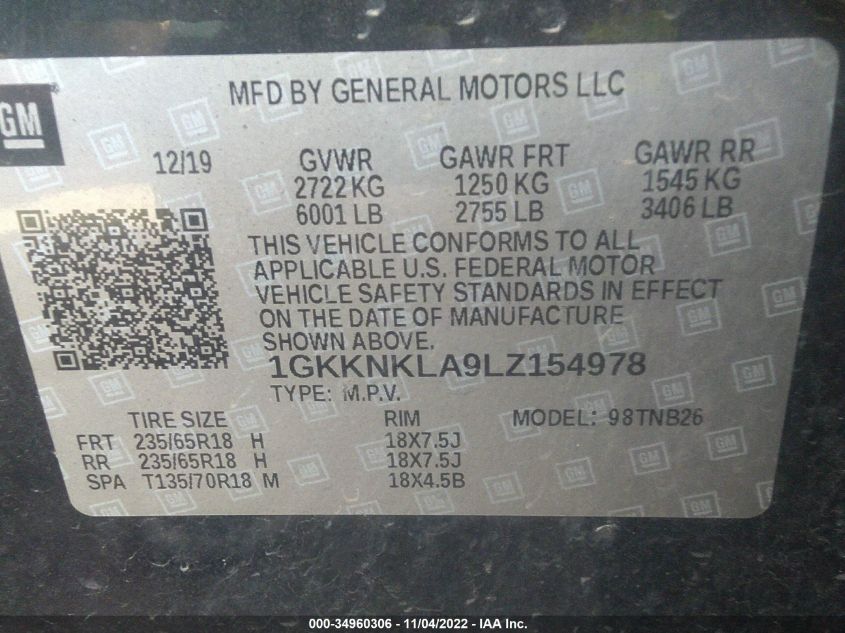 GM
MFD BY GENERAL MOTORS LLC
12/19 GVWR GAWR FRT GAWR RR
2722 KG 1250 KG 1545 KG
6001 LB 2755 LB 3406 LB
THIS VEHICLE CONFORMS TO ALL
APPLICABLE U.S. FEDERAL MOTOR
VEHICLE SAFETY STANDARDS IN EFFECT
ON THE DATE OF MANUFACTURE
SHOWN ABOVE.
1GKKNKLA9LZ154978
TYPE: M.P.V.
TIRE SIZE RIM MODEL: 98TNB26
FRT 235/65R18 H 18X7.5J
RR 235/65R18 H 18X7.5J
SPA T135/70R18 M 18X4.5B
000-34960306 - 11/04/2022 - IAA Inc.